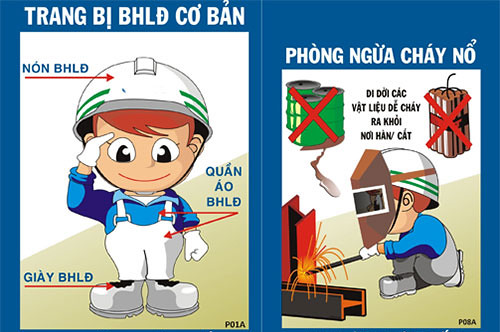 TRANG BỊ BHLĐ CƠ BẢN
NÓN BHLĐ
QUẦN
ÁO
BHLĐ
GIÀY BHLĐ
P01A
PHÒNG NGỪA CHÁY NỔ
DI DỜI CÁC
VẬT LIỆU DỄ CHÁY
RA KHỎI
NƠI HÀN/ CẮT
P08A